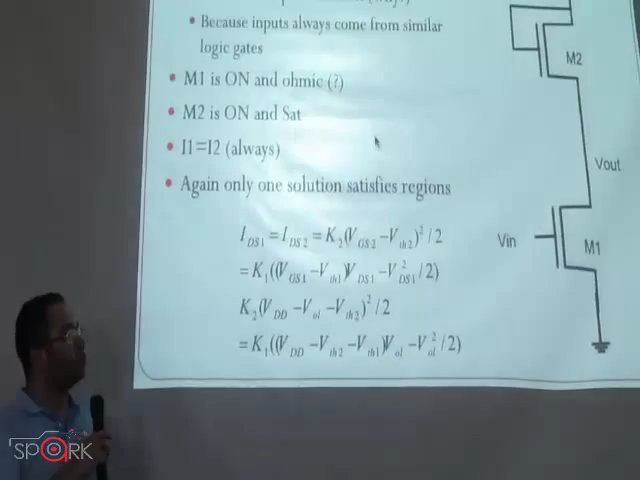 • Because inputs always come from similar
logic gates
• M1 is ON and ohmic (?)
• M2 is ON and Sat
• I1=I2 (always)
• Again only one solution satisfies regions
I_DS1 = I_DS2 = K_2(V_GS2 −V_th2)^2 / 2
= K_1((V_GS1 −V_th1)V_DS1 −V_DS1^2 / 2)
K_2(V_DD −V_ol −V_th2)^2 / 2
= K_1((V_DD −V_th2 −V_th1)V_ol −V_ol^2 / 2)
M2
Vout
Vin
M1
SPARK